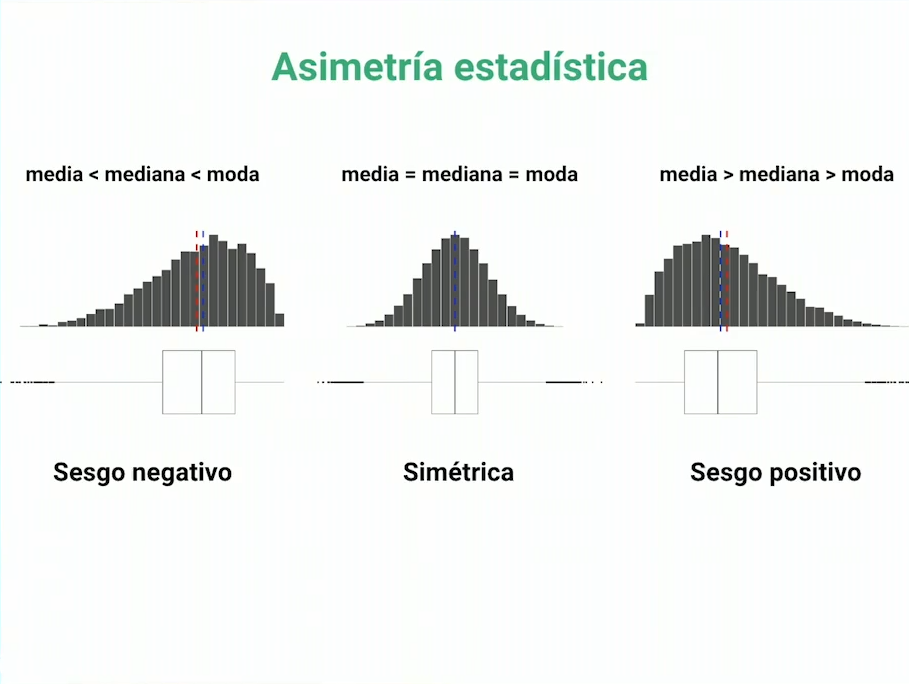 Asimetría estadística
media < mediana < moda
media = mediana = moda
media > mediana > moda
Sesgo negativo
Simétrica
Sesgo positivo